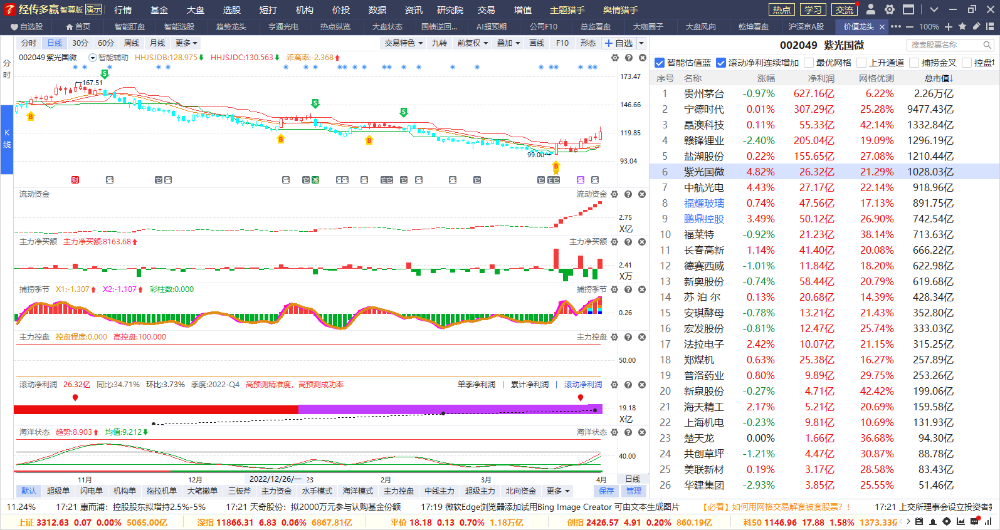 经传多赢 智尊版 演示 行情 基金 大盘 选股 短打 机构 价投 数据 资讯 研究院 交易 增值 主题猎手 舆情猎手 热点 学习 交流
自选股 首页 智能盯盘 智能选股 趋势龙头 亨通光电 热点纵览 大盘状态 国债逆回... AI超预期 公司F10 总监看盘 大咖圈子 大盘风向 乾坤看盘 沪深京A股 价值龙头 × 100%
分时 日线 30分 60分 周线 月线 更多 交易特色 九转 前复权 叠加 画线 F10 形态 自选
分时
K线
002049 紫光国微 智能辅助 HHJSJDB:128.975 HHJSJDC:130.563 乖离率:-2.368
173.47
167.51
146.66
119.85
99.00
93.04
流动资金 流动资金
2.75
X亿
主力净买额 主力净买额:8163.68 主力净买额
2.41
X万
捕捞季节 X1:-1.307 X2:-1.107 彩柱数:0.000 捕捞季节
0.26
主力控盘 控盘程度:0.000 高控盘:100.000 主力控盘
50.00
滚动净利润 26.32亿 同比:34.71% 环比:3.73% 季度:2022-Q4 高预测精准度，高预测成功率 单季净利润 | 累计净利润 | 滚动净利润
19.18
X亿
海洋状态 趋势:8.903 均值:9.212 海洋状态
40.00
11月 12月 2022/12/26/一 23 2月 3月 4月 日线
默认 超级单 闪电单 机构单 拖拉机单 大笔撤单 三板斧 主力资金 水手模式 海洋模式 主力控盘 中线主力 超级主力 北向资金 更多 保存 管理
002049 紫光国微 搜索股票名称
智能估值蓝 滚动净利连续增加 最优网格 上升通道 捕捞金叉
序号 名称 涨幅 净利润 网格优测 总市值↓
1 贵州茅台 -0.97% 627.16亿 6.22% 2.26万亿
2 宁德时代 0.01% 307.29亿 25.28% 9477.43亿
3 晶澳科技 0.11% 55.33亿 42.14% 1332.84亿
4 赣锋锂业 -2.40% 205.04亿 19.09% 1296.19亿
5 盐湖股份 0.22% 155.65亿 27.08% 1210.44亿
6 紫光国微 4.82% 26.32亿 21.29% 1028.03亿
7 中航光电 4.43% 27.17亿 22.14% 918.96亿
8 福耀玻璃 0.74% 47.56亿 17.13% 891.75亿
9 鹏鼎控股 3.49% 50.12亿 26.90% 742.54亿
10 福莱特 -0.92% 21.23亿 38.14% 713.63亿
11 长春高新 1.14% 41.40亿 20.08% 666.22亿
12 德赛西威 -1.01% 11.84亿 18.20% 622.98亿
13 新奥股份 -0.74% 58.44亿 20.79% 619.68亿
14 苏 泊 尔 0.13% 20.68亿 14.39% 428.34亿
15 安琪酵母 -0.78% 13.21亿 21.43% 352.80亿
16 宏发股份 -0.81% 12.47亿 25.74% 333.03亿
17 法拉电子 2.42% 10.07亿 21.15% 315.25亿
18 郑煤机 0.63% 25.38亿 16.27% 257.89亿
19 普洛药业 0.80% 9.89亿 29.75% 253.26亿
20 新泉股份 -0.27% 4.71亿 42.42% 199.06亿
21 海天精工 2.17% 5.21亿 20.69% 159.58亿
22 上海机电 -0.23% 9.81亿 10.69% 131.93亿
23 楚天龙 0.00% 1.66亿 36.68% 94.30亿
24 共创草坪 -1.21% 4.47亿 30.87% 88.78亿
25 美联新材 0.19% 3.17亿 28.58% 83.43亿
26 华建集团 -2.93% 3.85亿 25.55% 51.46亿
11.24% 17:21 惠而浦：控股股东拟增持2.5%-5% 17:21 天奇股份：拟2000万元参与认购基金份额 17:19 微软Edge浏览器添加试用Bing Image Creator 可由文本生成图片 【必看】如何用网格交易解套被套股票？！ 17:21 上交所理事会设立投资者
上证 3312.63 0.07 0.00% 5065.00亿 深指 11866.31 6.83 0.06% 6867.81亿 平价 18.18 0.13 0.70% 1.18万亿 创指 2426.57 4.91 0.20% 860.19亿 科50 1146.96 17.88 1.58% 1373.33亿